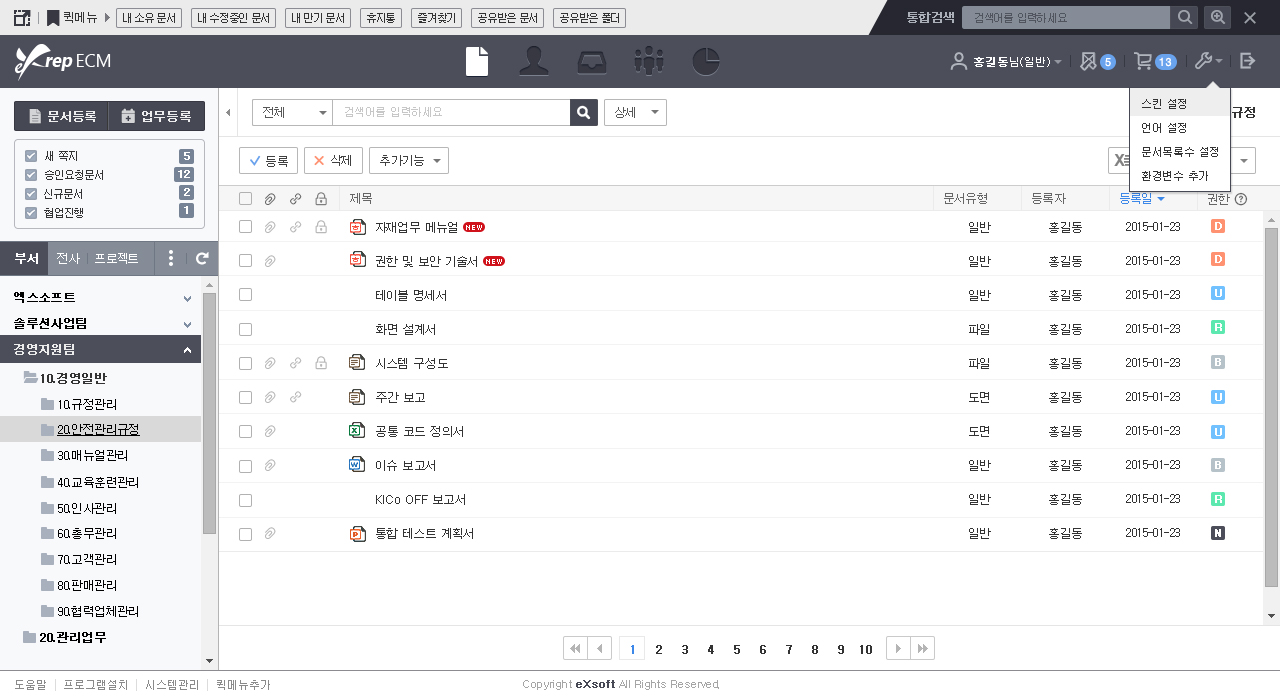 퀵메뉴 내 소유 문서 내 수정중인 문서 내 만기 문서 휴지통 즐겨찾기 공유받은 문서 공유받은 폴더 통합검색 검색어를 입력하세요
eXrep ECM 홍길동님(일반) 5 13
스킨 설정
언어 설정
문서목록수 설정
환경변수 추가
문서등록 업무등록
전체 검색어를 입력하세요 상세 규정
새 쪽지 5
승인요청문서 12
신규문서 2
협업진행 1
등록 삭제 추가기능
부서 전사 프로젝트
엑스소프트
솔루션사업팀
경영지원팀
10.경영일반
10.규정관리
20.안전관리규정
30.매뉴얼관리
40.교육훈련관리
50.인사관리
60.총무관리
70.고객관리
80.판매관리
90.협력업체관리
20.관리업무
제목 문서유형 등록자 등록일 권한
자재업무 메뉴얼 NEW 일반 홍길동 2015-01-23 D
권한 및 보안 기술서 NEW 일반 홍길동 2015-01-23 D
테이블 명세서 일반 홍길동 2015-01-23 U
화면 설계서 파일 홍길동 2015-01-23 R
시스템 구성도 파일 홍길동 2015-01-23 B
주간 보고 도면 홍길동 2015-01-23 U
공통 코드 정의서 도면 홍길동 2015-01-23 U
이슈 보고서 일반 홍길동 2015-01-23 B
KICo OFF 보고서 일반 홍길동 2015-01-23 R
통합 테스트 계획서 일반 홍길동 2015-01-23 N
1 2 3 4 5 6 7 8 9 10
도움말 프로그램설치 시스템관리 퀵메뉴추가 Copyright eXsoft All Rights Reserved.